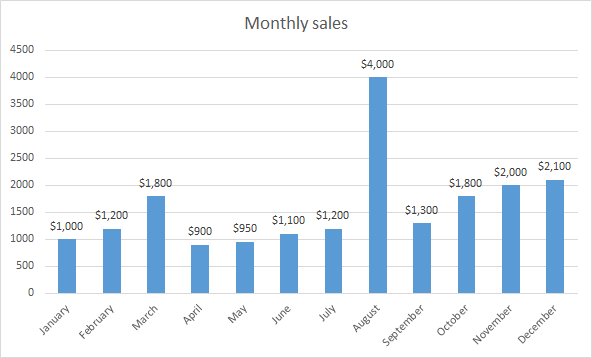 Monthly sales
4500
4000
3500
3000
2500
2000
1500
1000
500
0
$1,000
$1,200
$1,800
$900
$950
$1,100
$1,200
$4,000
$1,300
$1,800
$2,000
$2,100
January
February
March
April
May
June
July
August
September
October
November
December